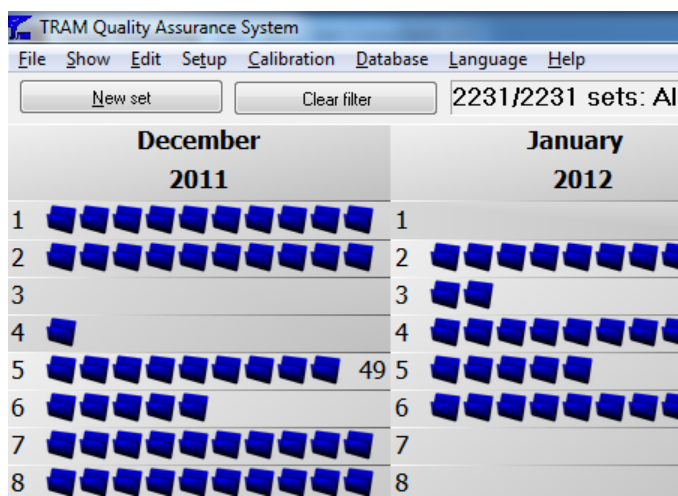 TRAM Quality Assurance System
File Show Edit Setup Calibration Database Language Help
New set Clear filter 2231/2231 sets: Al
December January
2011 2012
1 1
2 2
3 3
4 4
5 49 5
6 6
7 7
8 8